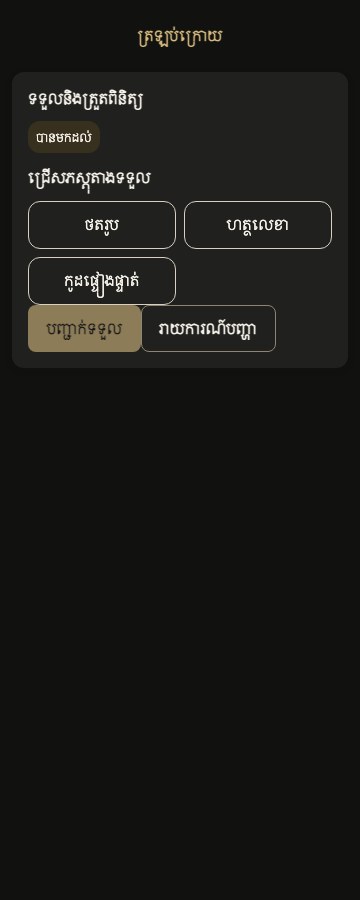 ត្រឡប់ក្រោយ
ទទួលនិងត្រួតពិនិត្យ
បានមកដល់
ជ្រើសភស្តុតាងទទួល
ថតរូប
ហត្ថលេខា
កូដផ្ទៀងផ្ទាត់
បញ្ជាក់ទទួល
រាយការណ៍បញ្ហា